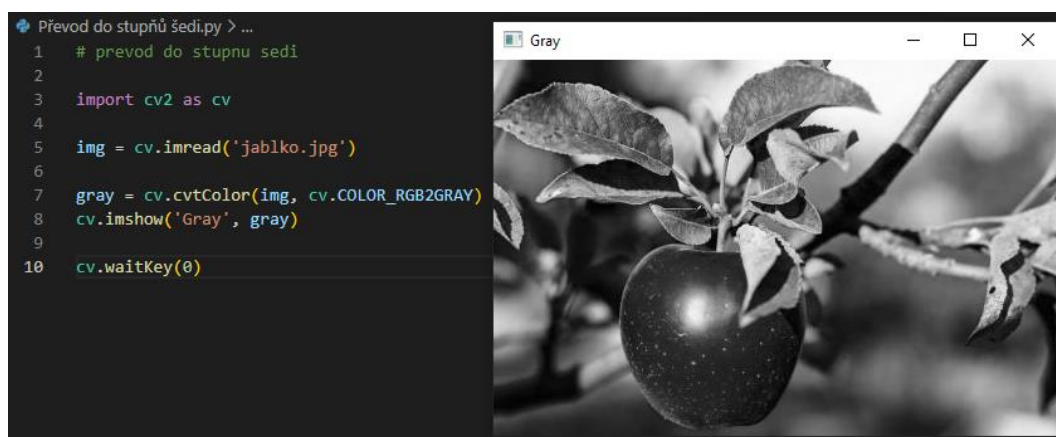 Převod do stupňů šedi.py > ...
1 # prevod do stupnu sedi
2
3 import cv2 as cv
4
5 img = cv.imread('jablko.jpg')
6
7 gray = cv.cvtColor(img, cv.COLOR_RGB2GRAY)
8 cv.imshow('Gray', gray)
9
10 cv.waitKey(0)
Gray